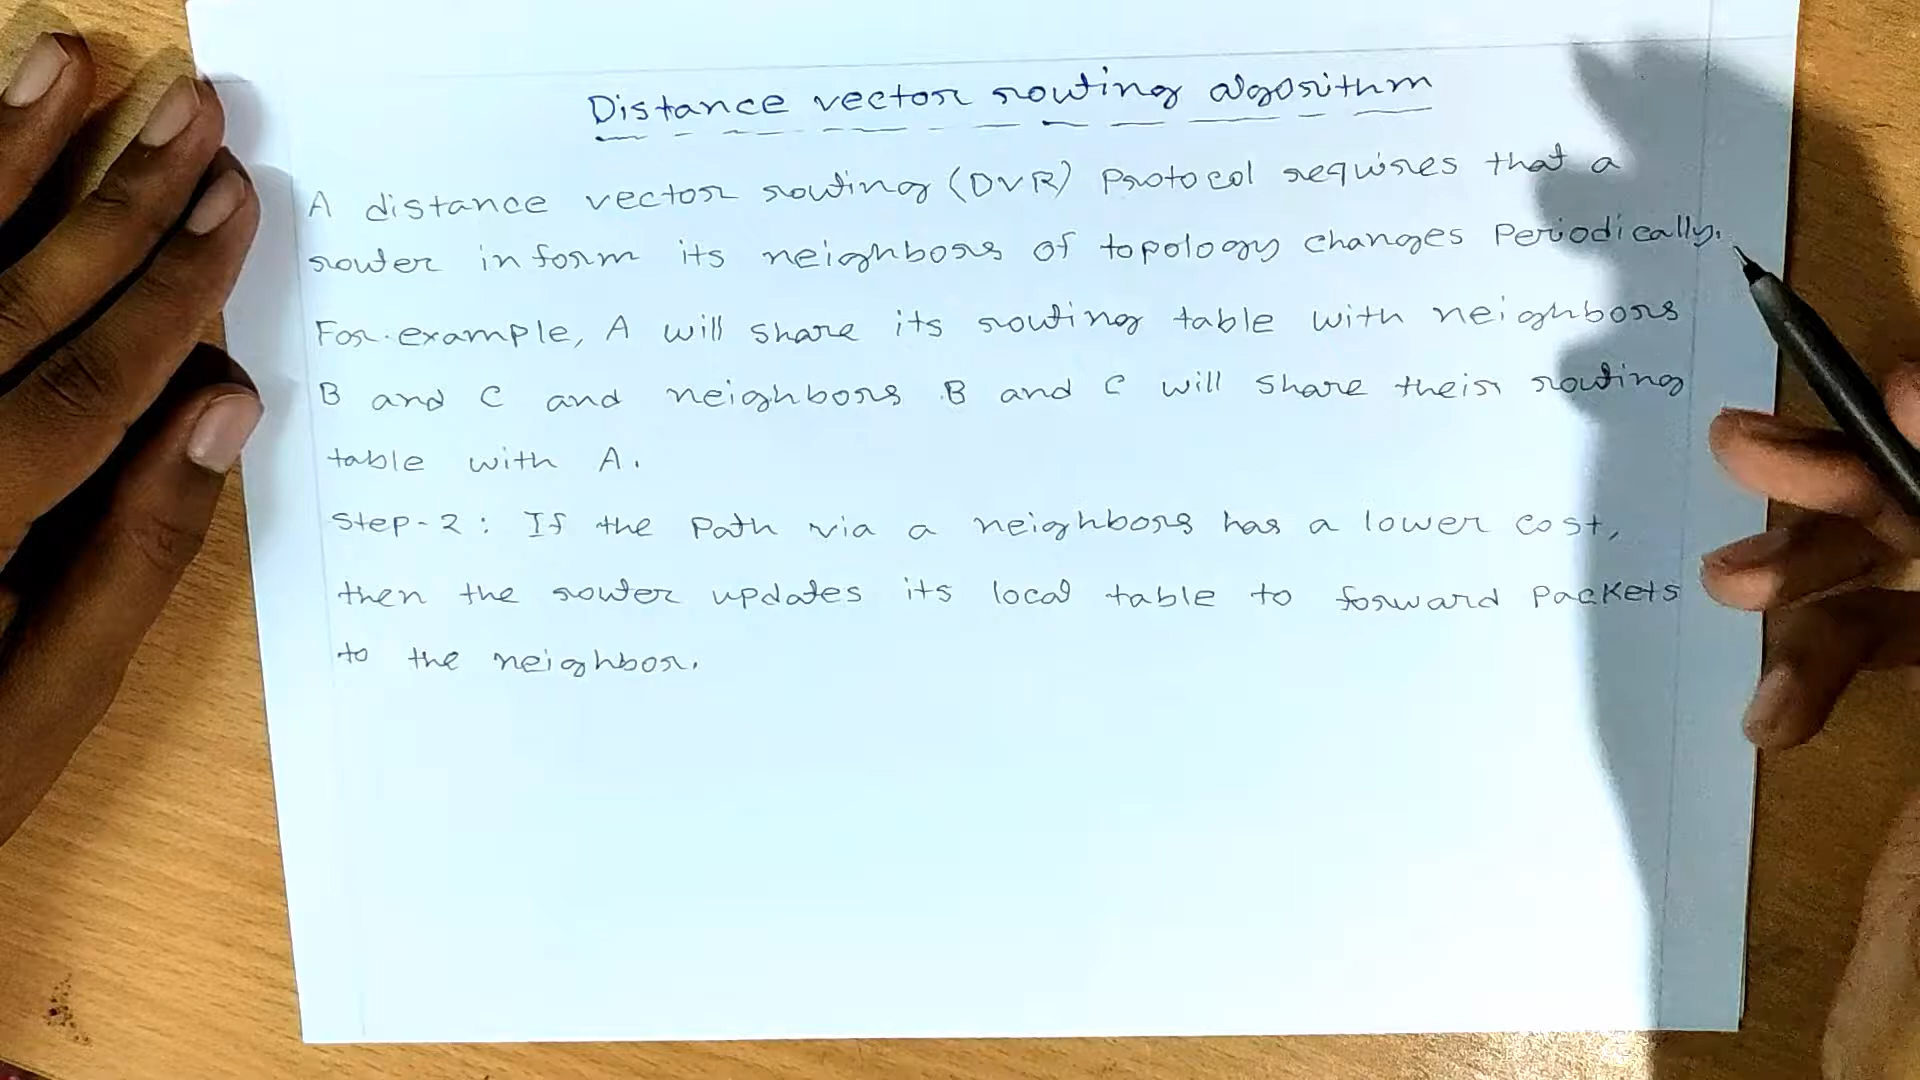 Distance vector routing algorithm
A distance vector routing (DVR) Protocol requires that a
router inform its neighbors of topology changes Periodically.
For example, A will share its routing table with neighbors
B and C and neighbors B and C will share their routing
table with A.
Step-2: If the Path via a neighbors has a lower cost,
then the router updates its local table to forward Packets
to the neighbor.